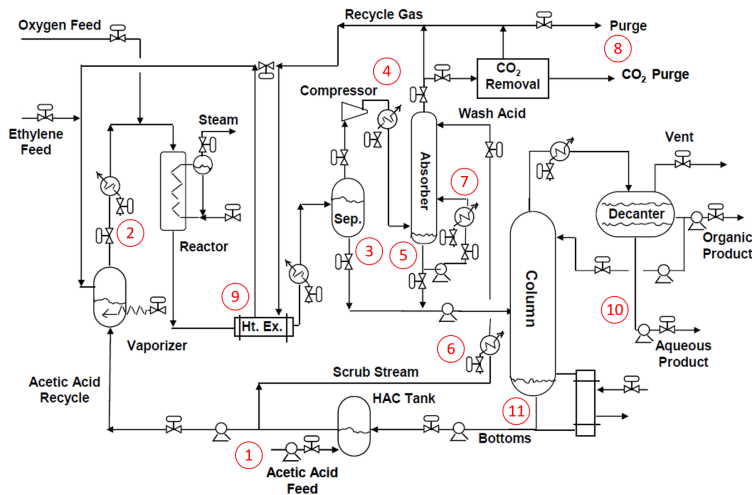 Oxygen Feed
Recycle Gas
Purge
8
4
CO2
Removal
CO2 Purge
Compressor
Steam
Wash Acid
Ethylene
Feed
Absorber
7
Vent
2
Sep.
Decanter
Reactor
3
5
Organic
Product
Column
9
Ht. Ex.
10
Vaporizer
6
Aqueous
Product
Acetic Acid
Recycle
Scrub Stream
HAC Tank
11
1
Bottoms
Acetic Acid
Feed